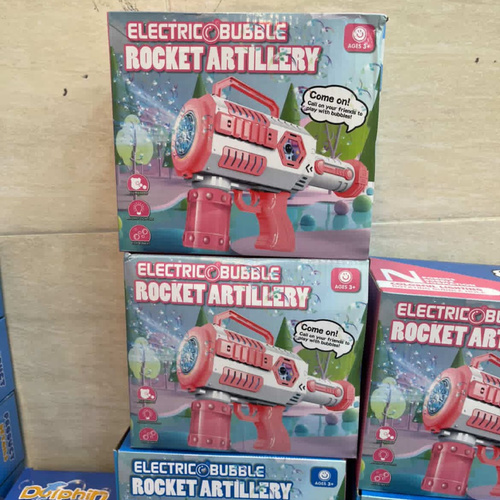 ELECTRIC BUBBLE
ROCKET ARTILLERY
AGES 3+
Come on!
Call on your friends to
play with bubbles!
ELECTRIC BUBBLE
ROCKET ARTILLERY
AGES 3+
Come on!
Call on your friends to
play with bubbles!
N
ELECTRIC BU
ROCKET ART
ELECTRIC BUBBLE
ROCKET ARTILLERY
AGES 3+
Dolphin